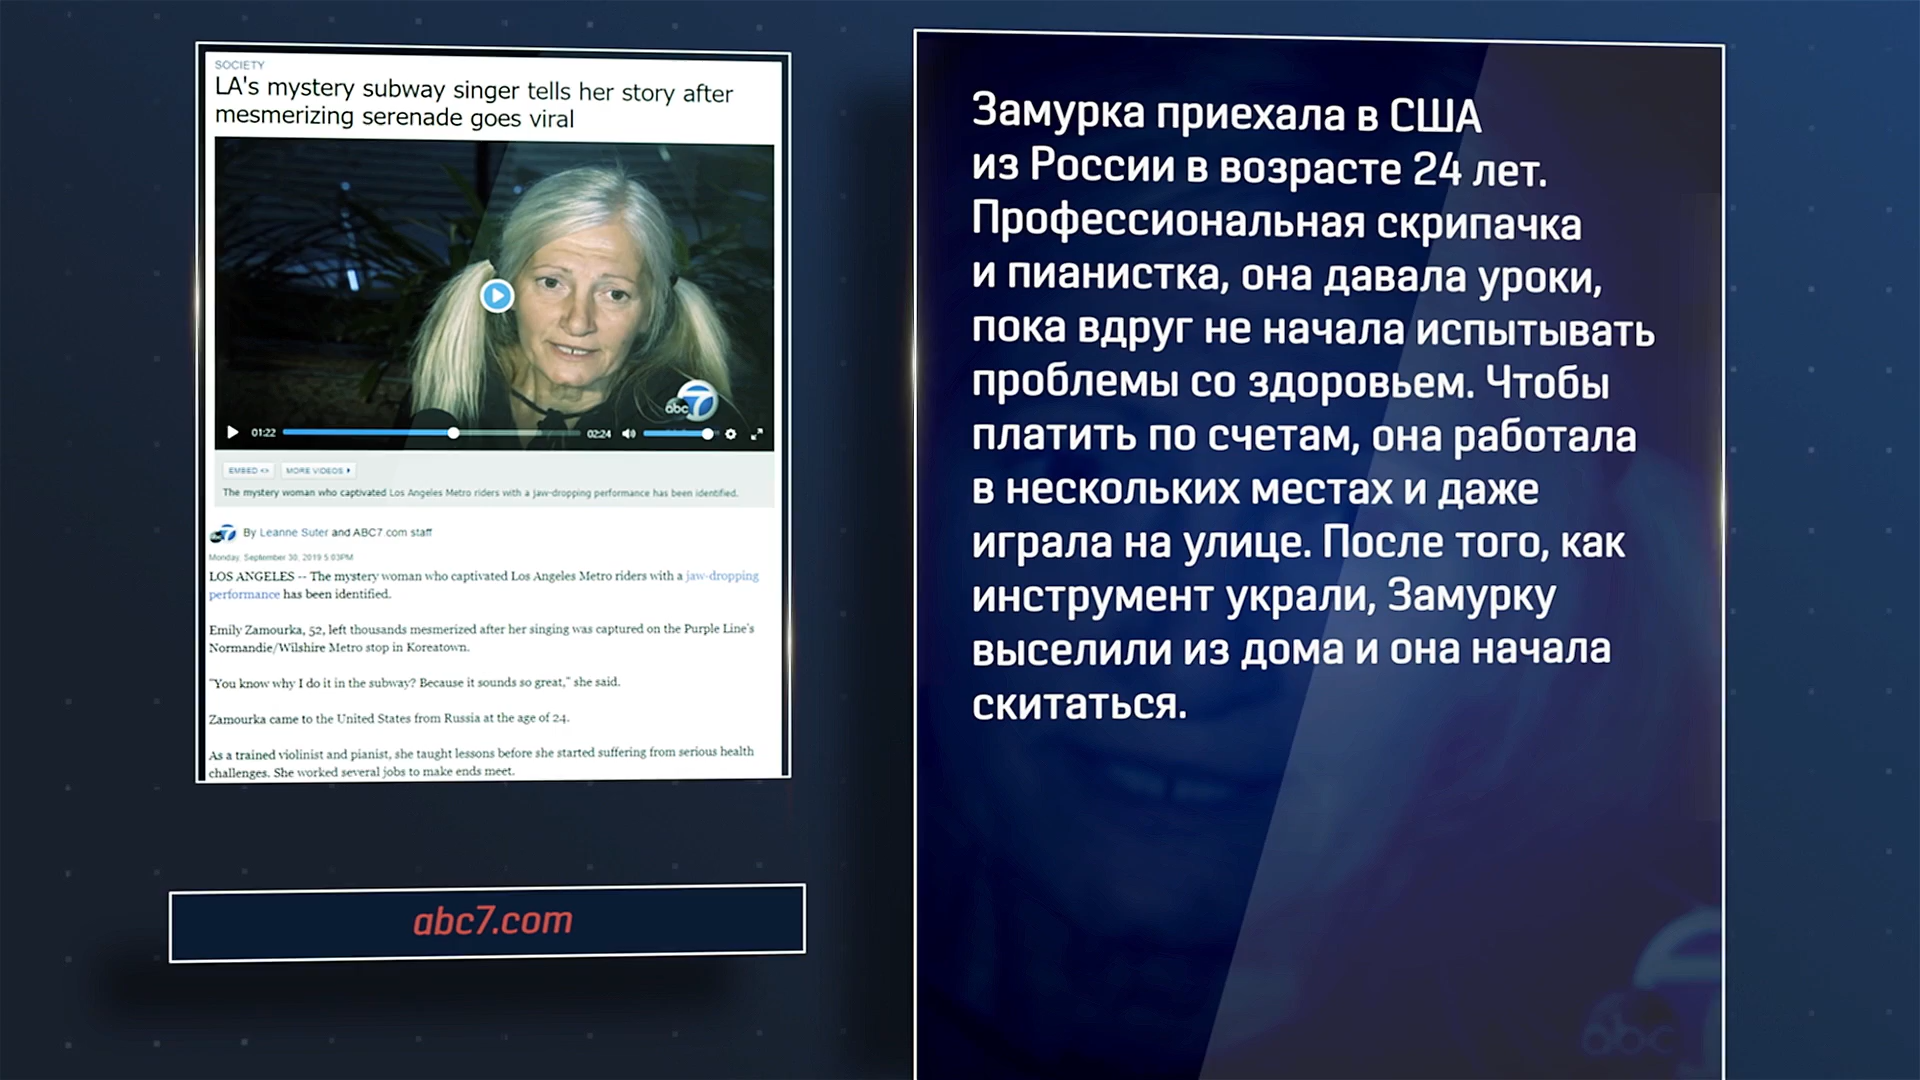 SOCIETY
LA's mystery subway singer tells her story after
mesmerizing serenade goes viral
abc 7
01:22
02:24
EMBED <>
MORE VIDEOS
The mystery woman who captivated Los Angeles Metro riders with a jaw-dropping performance has been identified.
By Leanne Suter and ABC7.com staff
Monday, September 30, 2019 5:03PM
LOS ANGELES -- The mystery woman who captivated Los Angeles Metro riders with a jaw-dropping
performance has been identified.
Emily Zamourka, 52, left thousands mesmerized after her singing was captured on the Purple Line's
Normandie/Wilshire Metro stop in Koreatown.
"You know why I do it in the subway? Because it sounds so great," she said.
Zamourka came to the United States from Russia at the age of 24.
As a trained violinist and pianist, she taught lessons before she started suffering from serious health
challenges. She worked several jobs to make ends meet.
abc7.com
Замурка приехала в США
из России в возрасте 24 лет.
Профессиональная скрипачка
и пианистка, она давала уроки,
пока вдруг не начала испытывать
проблемы со здоровьем. Чтобы
платить по счетам, она работала
в нескольких местах и даже
играла на улице. После того, как
инструмент украли, Замурку
выселили из дома и она начала
скитаться.
abc